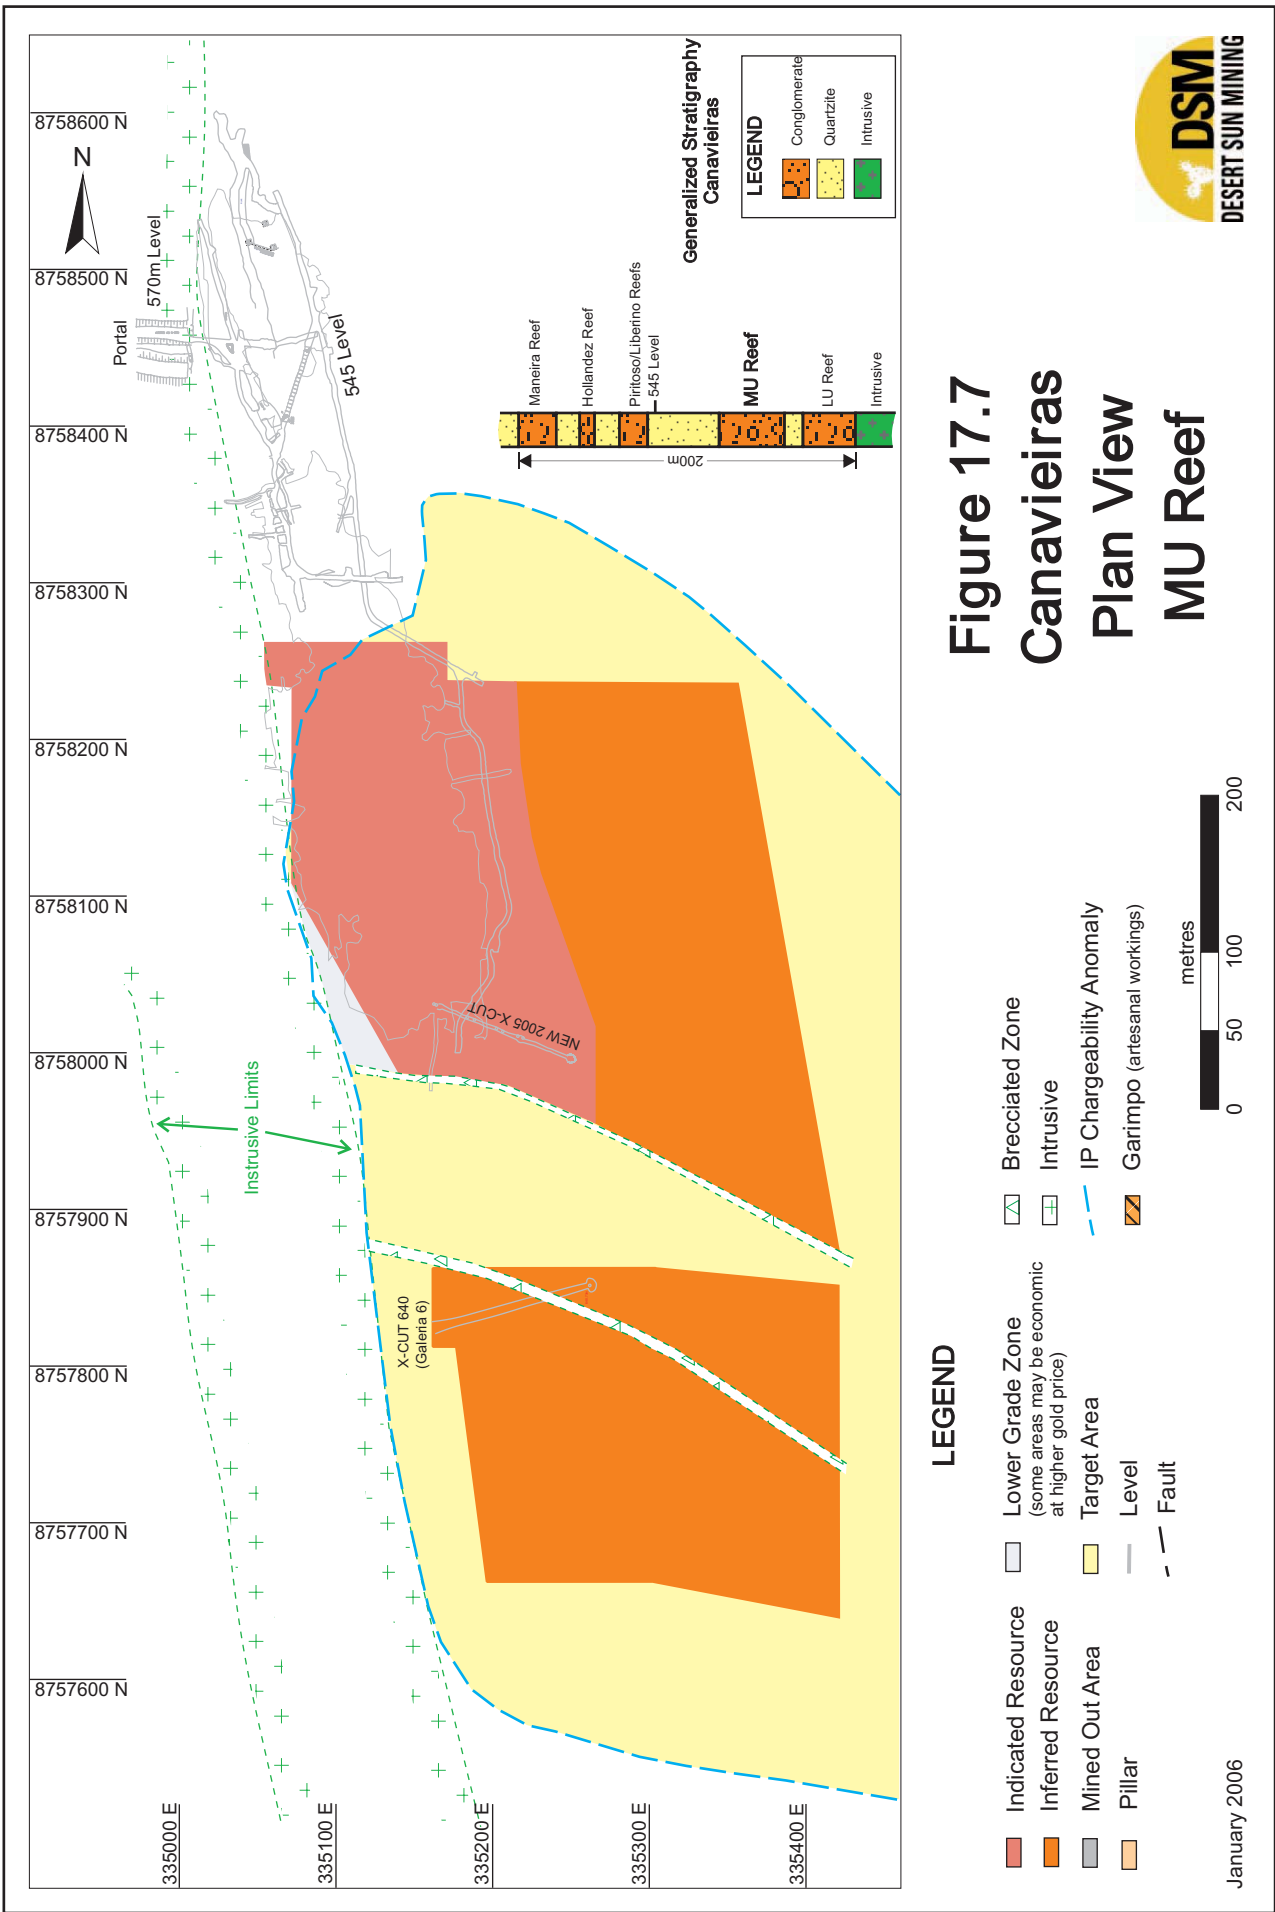 8758600 N
8758500 N
8758400 N
8758300 N
8758200 N
8758100 N
8758000 N
8757900 N
8757800 N
8757700 N
8757600 N
335000 E
335100 E
335200 E
335300 E
335400 E
N
Portal
570m Level
545 Level
Instrusive Limits
NEW 2005 X-CUT
X-CUT 640
(Galeria 6)
Generalized Stratigraphy
Canavieiras
LEGEND
Conglomerate
Quartzite
Intrusive
Maneira Reef
Hollandez Reef
Piritoso/Liberino Reefs
545 Level
MU Reef
LU Reef
Intrusive
200m
DSM
DESERT SUN MINING
Figure 17.7
Canavieiras
Plan View
MU Reef
LEGEND
Indicated Resource
Inferred Resource
Mined Out Area
Pillar
Lower Grade Zone
(some areas may be economic
at higher gold price)
Target Area
Level
Fault
Brecciated Zone
Intrusive
IP Chargeability Anomaly
Garimpo (artesanal workings)
metres
0 50 100 200
January 2006